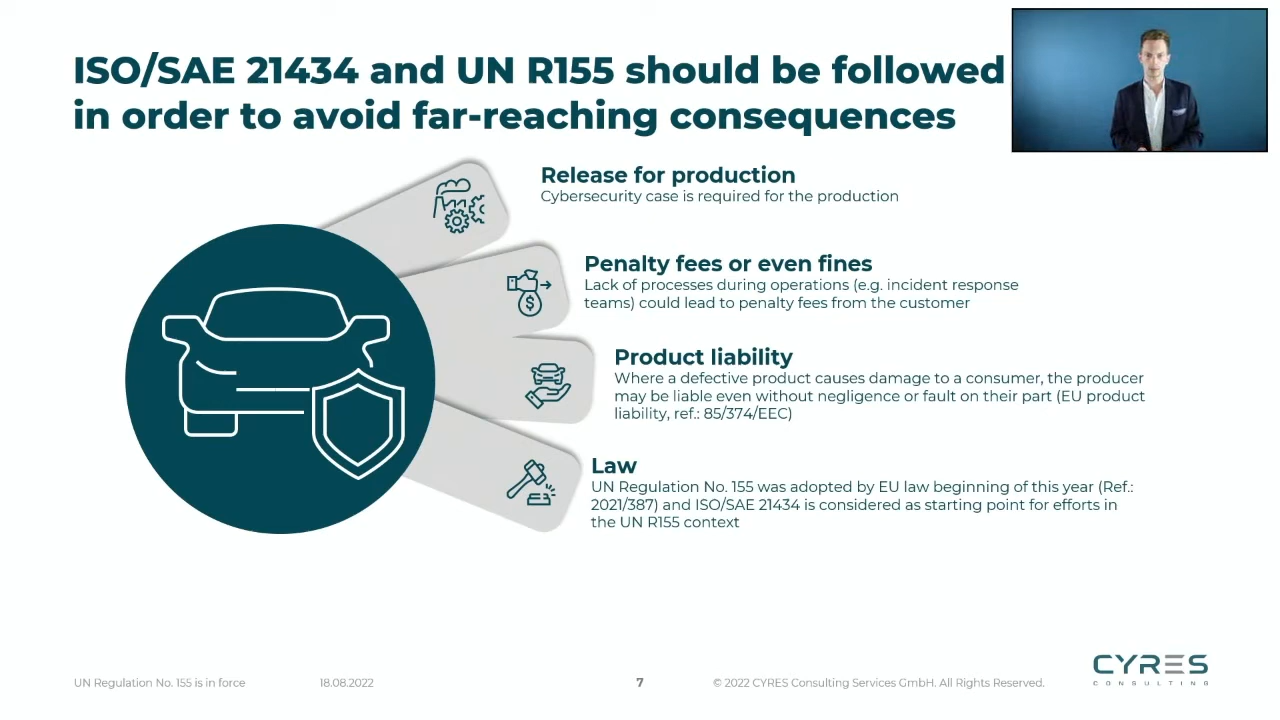 ISO/SAE 21434 and UN R155 should be followed
in order to avoid far-reaching consequences
Release for production
Cybersecurity case is required for the production
Penalty fees or even fines
Lack of processes during operations (e.g. incident response
teams) could lead to penalty fees from the customer
$
Product liability
Where a defective product causes damage to a consumer, the producer
may be liable even without negligence or fault on their part (EU product
liability, ref.: 85/374/EEC)
Law
UN Regulation No. 155 was adopted by EU law beginning of this year (Ref.:
2021/387) and ISO/SAE 21434 is considered as starting point for efforts in
the UN R155 context
UN Regulation No. 155 is in force
18.08.2022
7
© 2022 CYRES Consulting Services GmbH. All Rights Reserved.
CYRES
CONSULTING